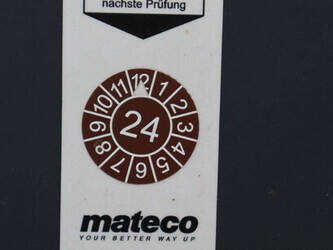 nächste Prüfung
12 1 2 3 4 5 6 7 8 9 10 11
24
mateco
YOUR BETTER WAY UP